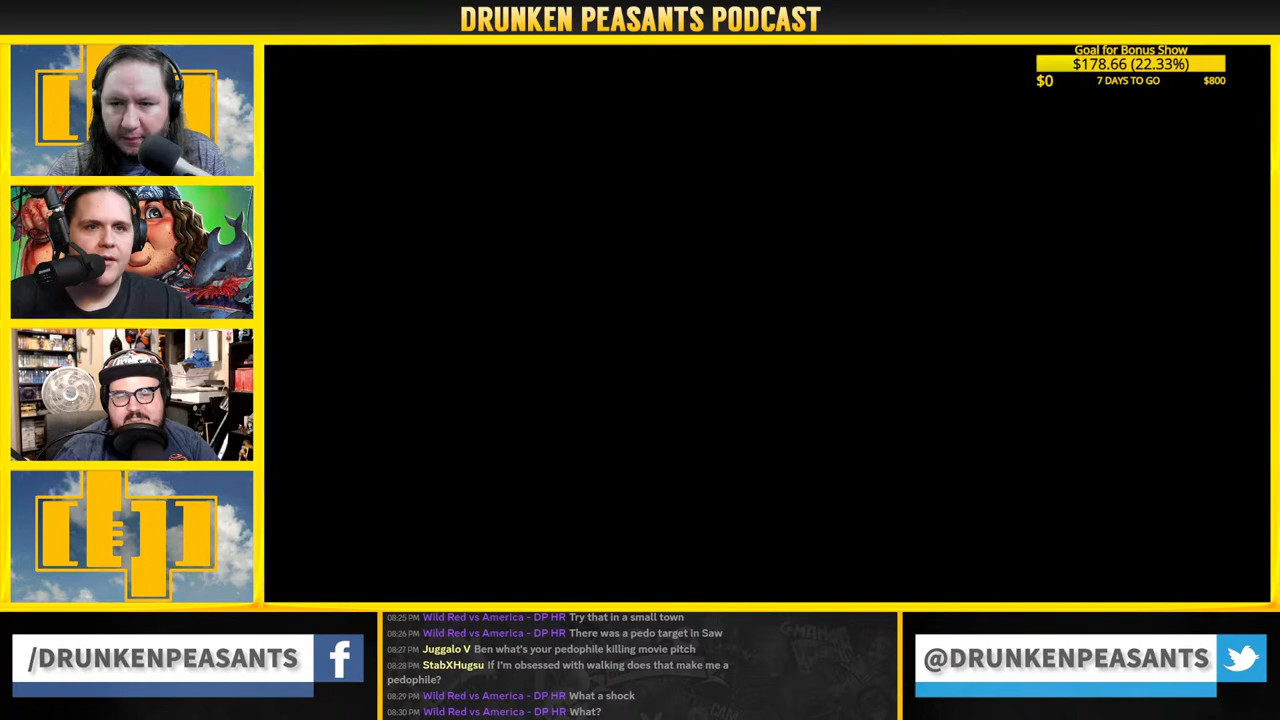 DRUNKEN PEASANTS PODCAST
Goal for Bonus Show
$178.66 (22.33%)
$0 7 DAYS TO GO $800
08:25 PM Wild Red vs America - DP HR Try that in a small town
08:26 PM Wild Red vs America - DP HR There was a pedo target in Saw
08:27 PM Juggalo V Ben what's your pedophile killing movie pitch
08:28 PM StabXHugsu If I'm obsessed with walking does that make me a
pedophile?
08:29 PM Wild Red vs America - DP HR What a shock
08:30 PM Wild Red vs America - DP HR What?
/DRUNKENPEASANTS f
@DRUNKENPEASANTS